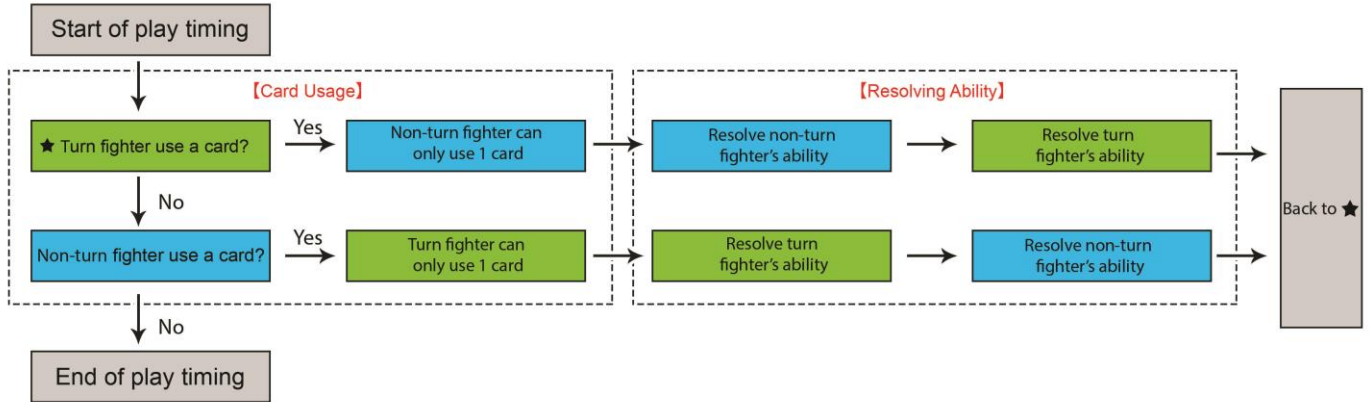 Start of play timing
【Card Usage】
【Resolving Ability】
★ Turn fighter use a card?
Yes
Non-turn fighter can
only use 1 card
Resolve non-turn
fighter's ability
Resolve turn
fighter's ability
Back to ★
No
Non-turn fighter use a card?
Yes
Turn fighter can
only use 1 card
Resolve turn
fighter's ability
Resolve non-turn
fighter's ability
No
End of play timing